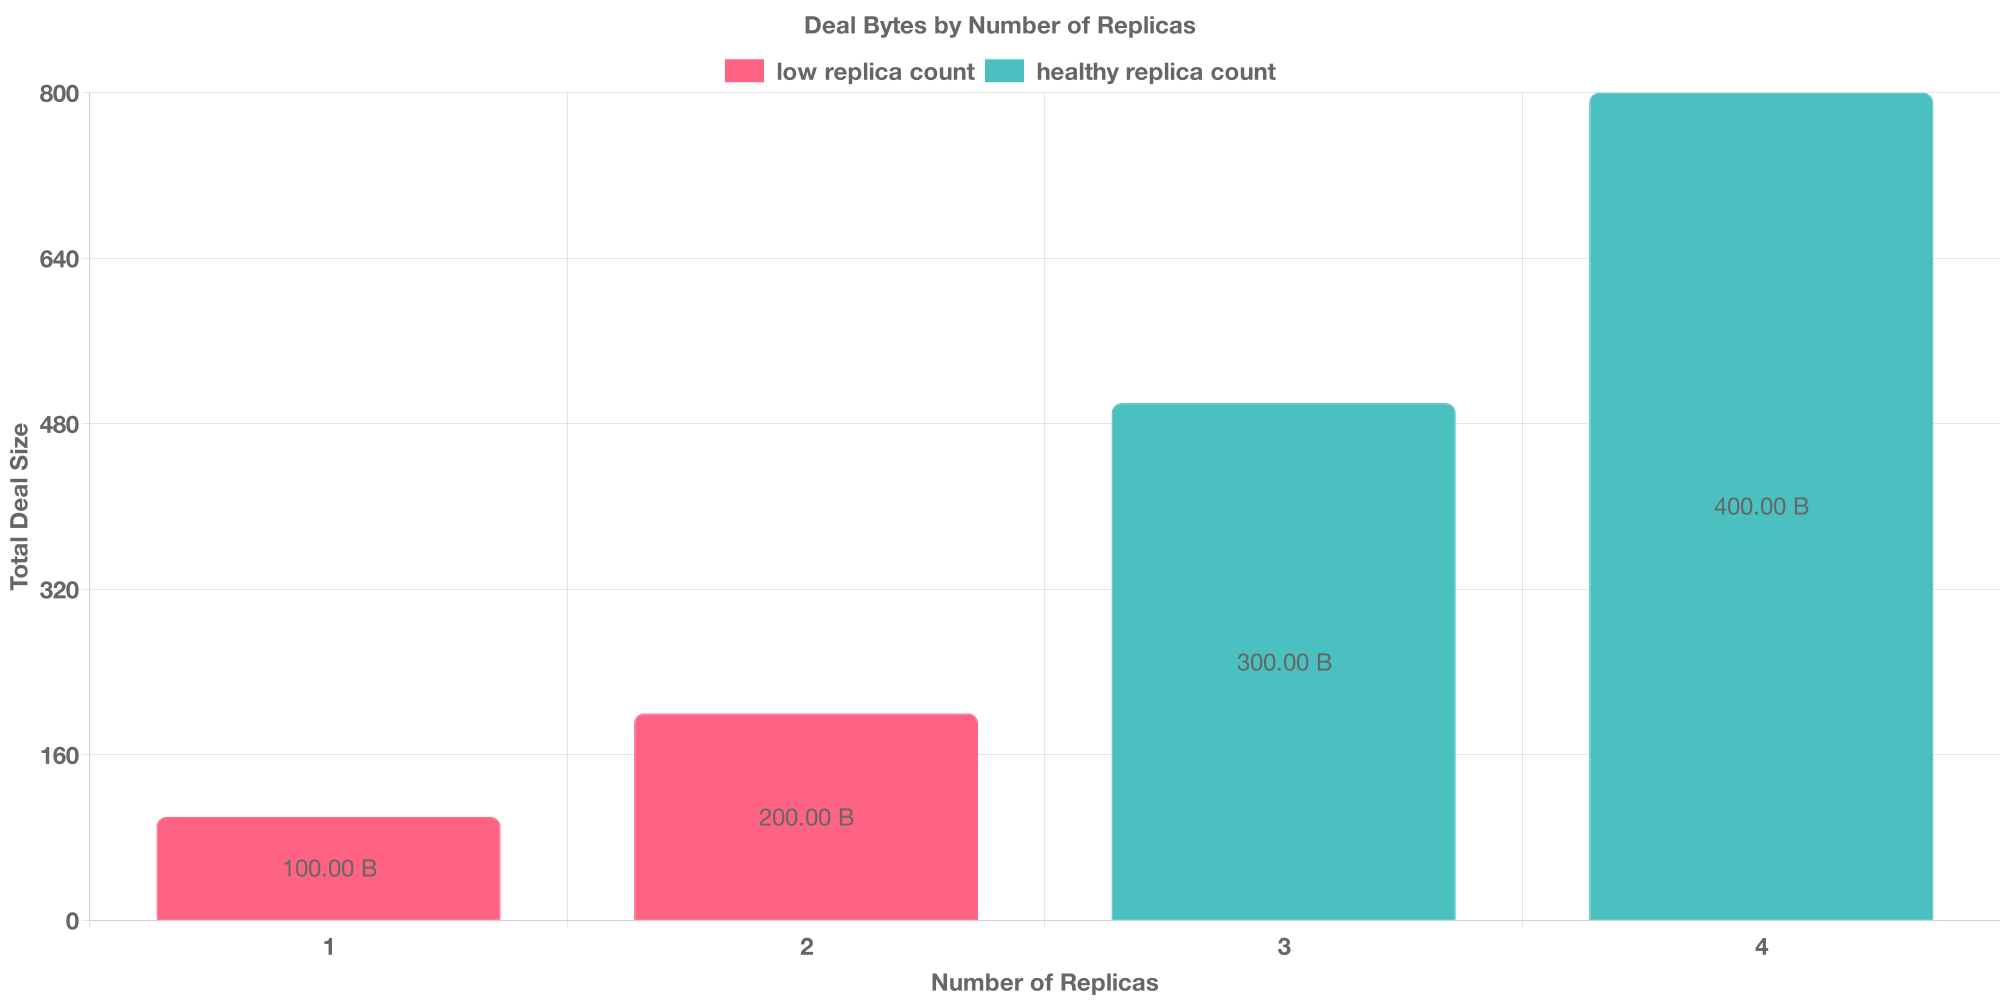 Deal Bytes by Number of Replicas
low replica count healthy replica count
800
640
480
320
160
0
Total Deal Size
100.00 B
200.00 B
300.00 B
400.00 B
1 2 3 4
Number of Replicas